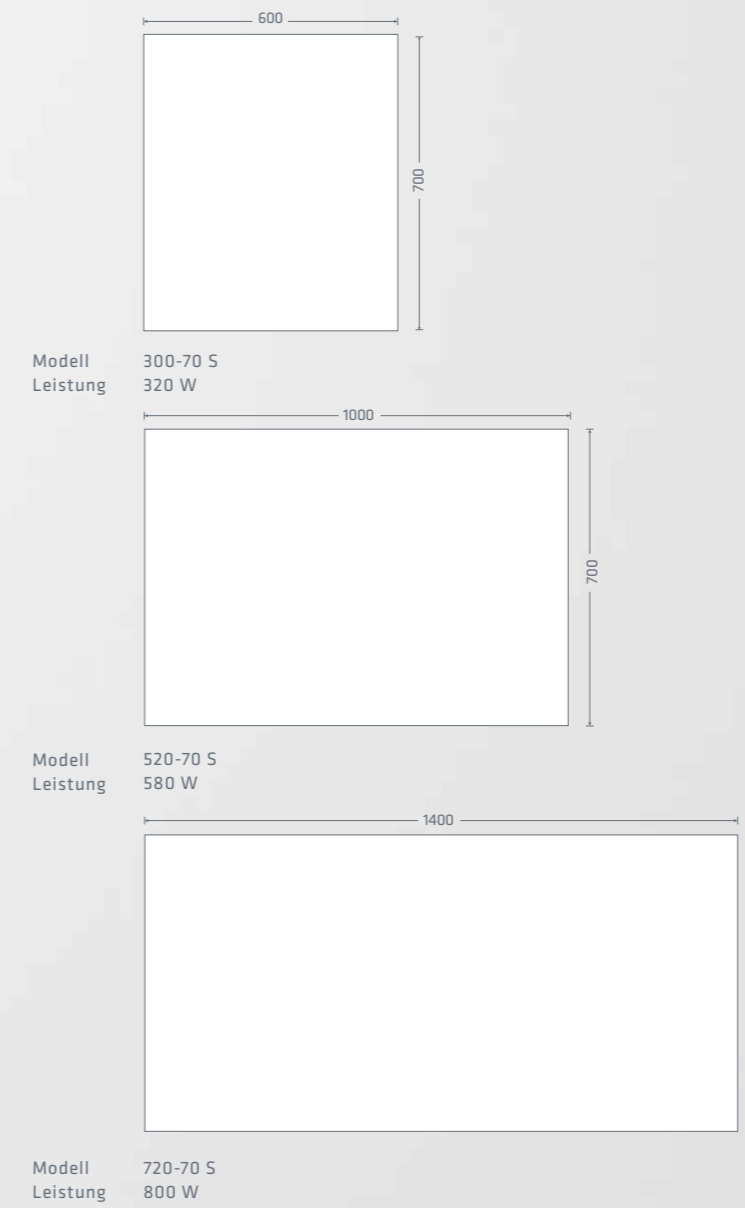 600
700
Modell 300-70 S
Leistung 320 W
1000
700
Modell 520-70 S
Leistung 580 W
1400
Modell 720-70 S
Leistung 800 W